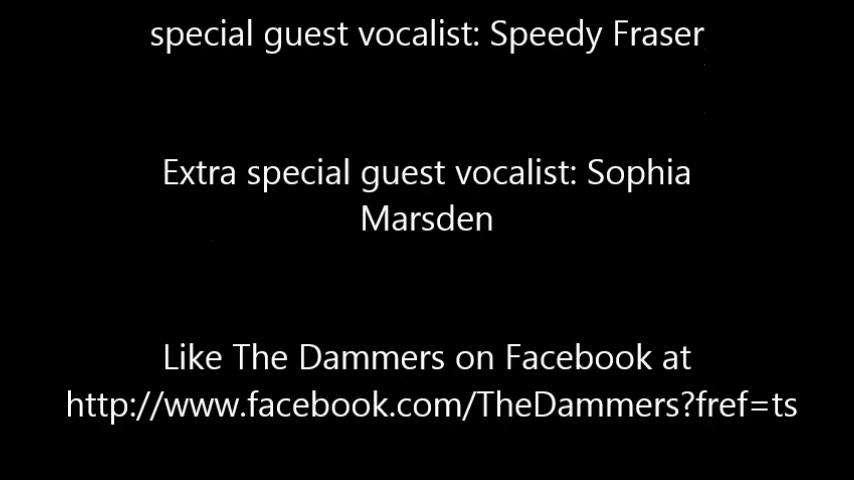 special guest vocalist: Speedy Fraser
Extra special guest vocalist: Sophia
Marsden
Like The Dammers on Facebook at
http://www.facebook.com/TheDammers?fref=ts